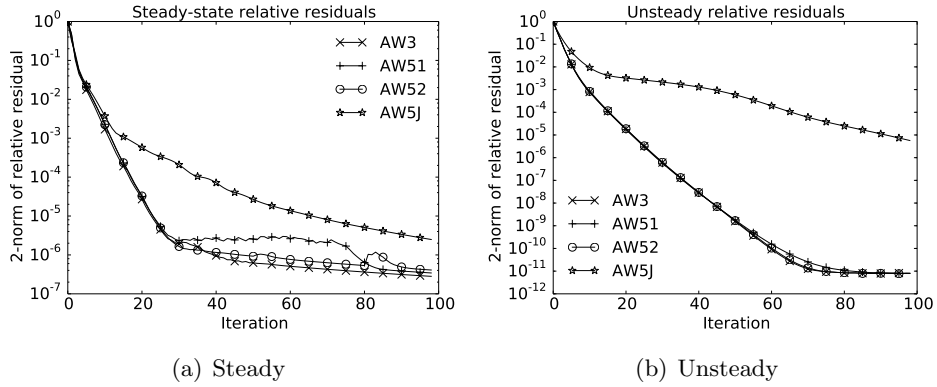 Steady-state relative residuals
2-norm of relative residual
10^0
10^-1
10^-2
10^-3
10^-4
10^-5
10^-6
10^-7
0 20 40 60 80 100
Iteration
AW3
AW51
AW52
AW5J
(a) Steady
Unsteady relative residuals
2-norm of relative residual
10^0
10^-1
10^-2
10^-3
10^-4
10^-5
10^-6
10^-7
10^-8
10^-9
10^-10
10^-11
10^-12
0 20 40 60 80 100
Iteration
AW3
AW51
AW52
AW5J
(b) Unsteady